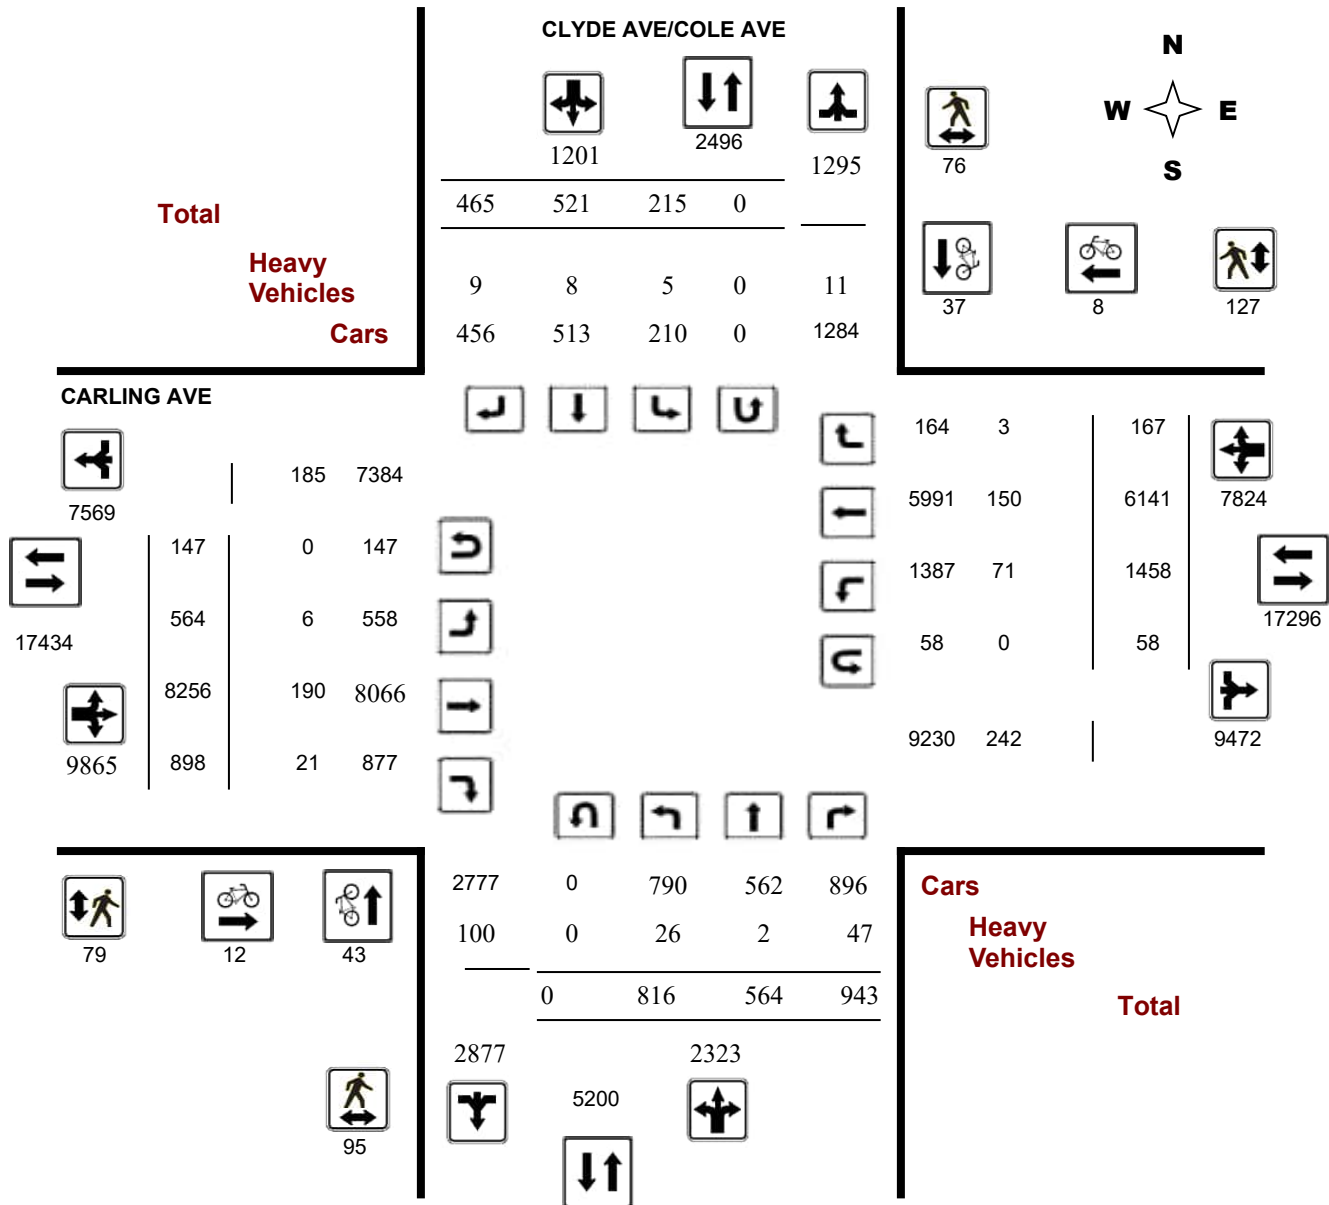 CLYDE AVE/COLE AVE
N
W E
S
1201 2496 1295 76
Total 465 521 215 0
Heavy
Vehicles 9 8 5 0 11
37 8 127
Cars 456 513 210 0 1284
CARLING AVE
164 3 167
185 7384
7569
5991 150 6141 7824
147 0 147
1387 71 1458
17296
564 6 558
17434
58 0 58
8256 190 8066
9230 242 9472
9865 898 21 877
2777 0 790 562 896 Cars
100 0 26 2 47 Heavy
Vehicles
79 12 43
0 816 564 943 Total
2877 2323
5200
95